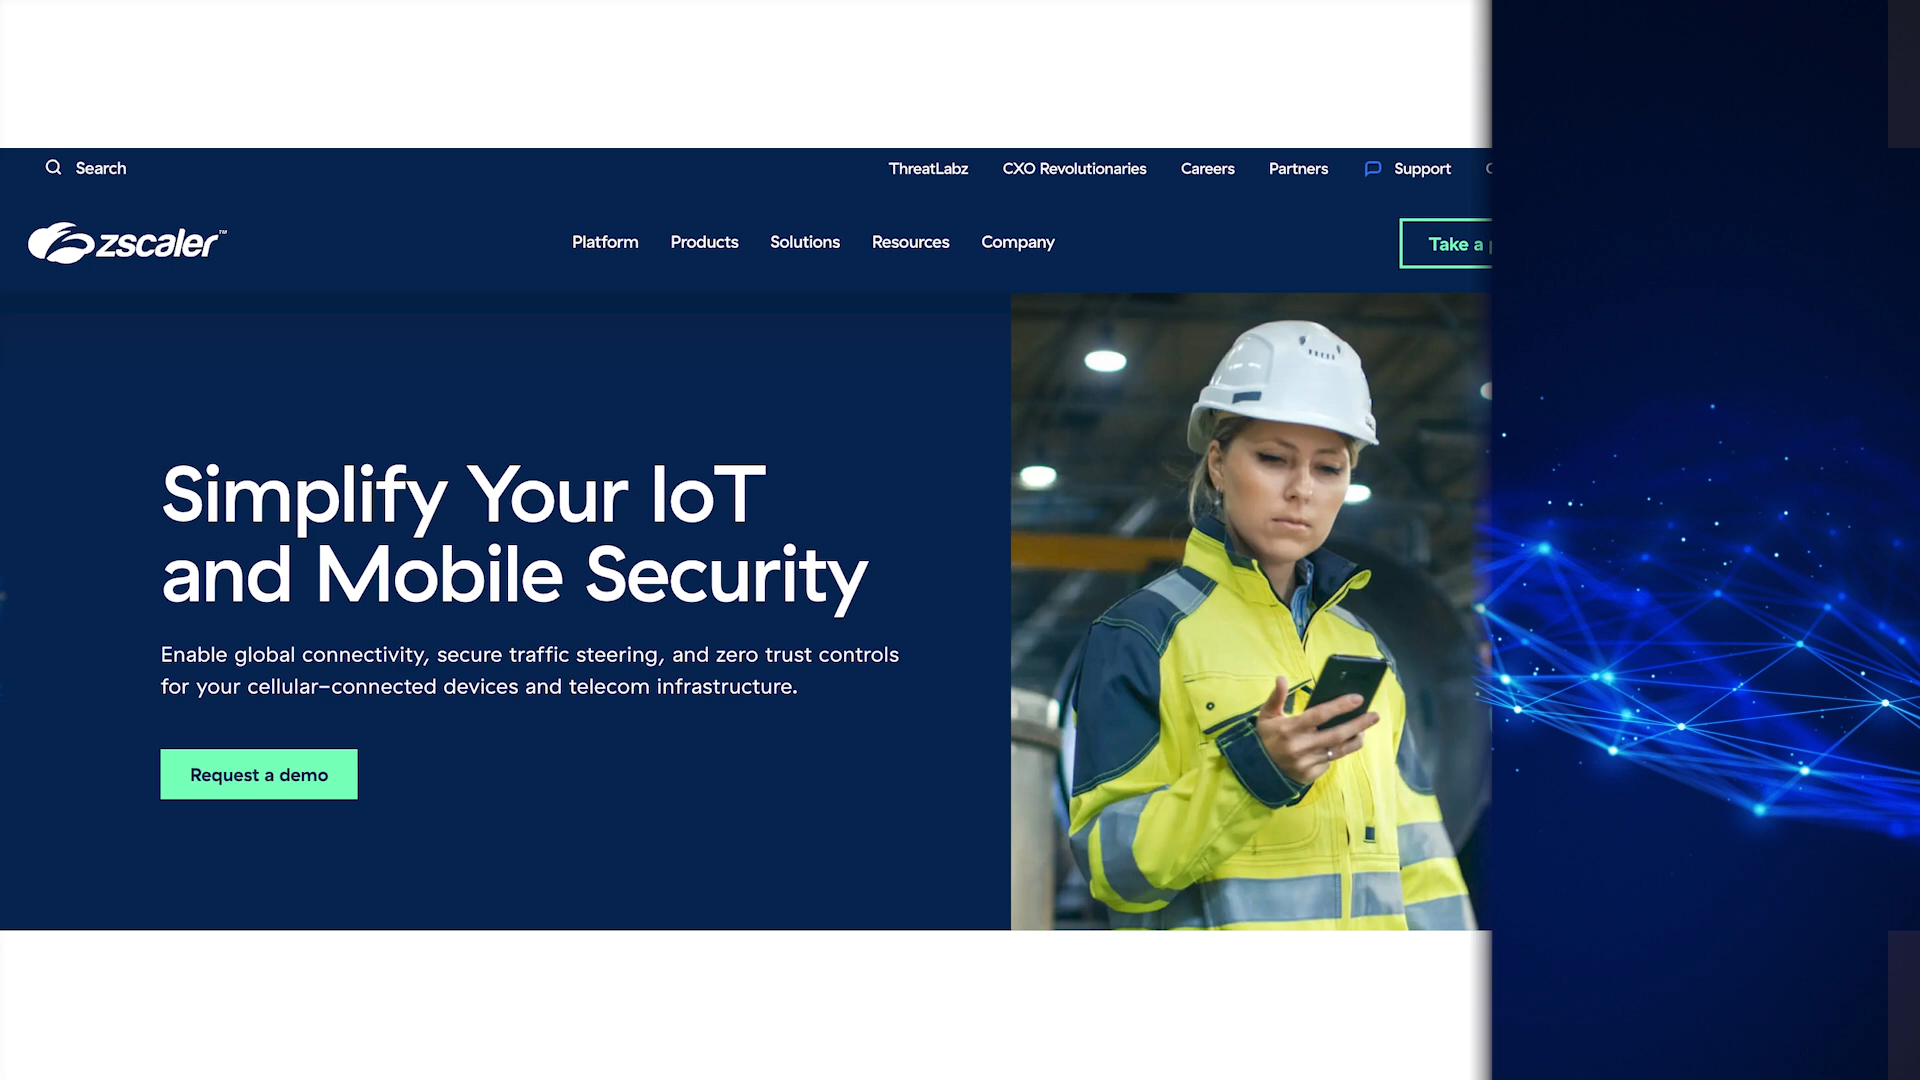 Search
ThreatLabz
CXO Revolutionaries
Careers
Partners
Support
zscaler™
Platform
Products
Solutions
Resources
Company
Take a
Simplify Your IoT
and Mobile Security
Enable global connectivity, secure traffic steering, and zero trust controls
for your cellular-connected devices and telecom infrastructure.
Request a demo